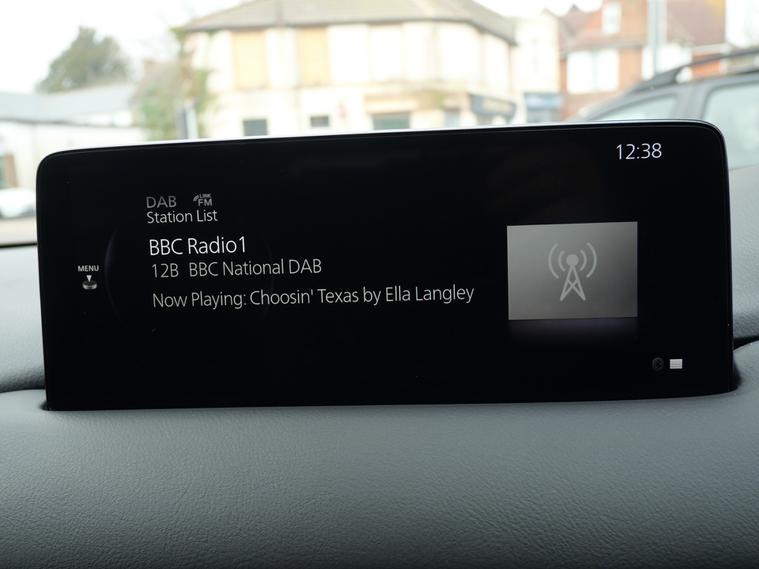 12:38
DAB LINK FM
Station List
BBC Radio1
MENU
12B BBC National DAB
Now Playing: Choosin' Texas by Ella Langley